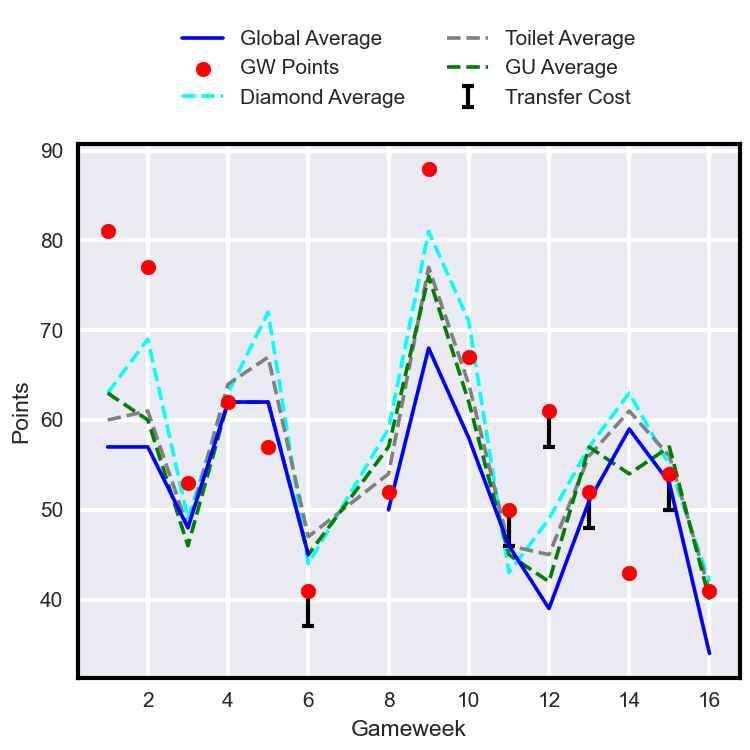 Global Average
GW Points
Diamond Average
Toilet Average
GU Average
Transfer Cost
90
80
70
60
50
40
Points
2 4 6 8 10 12 14 16
Gameweek